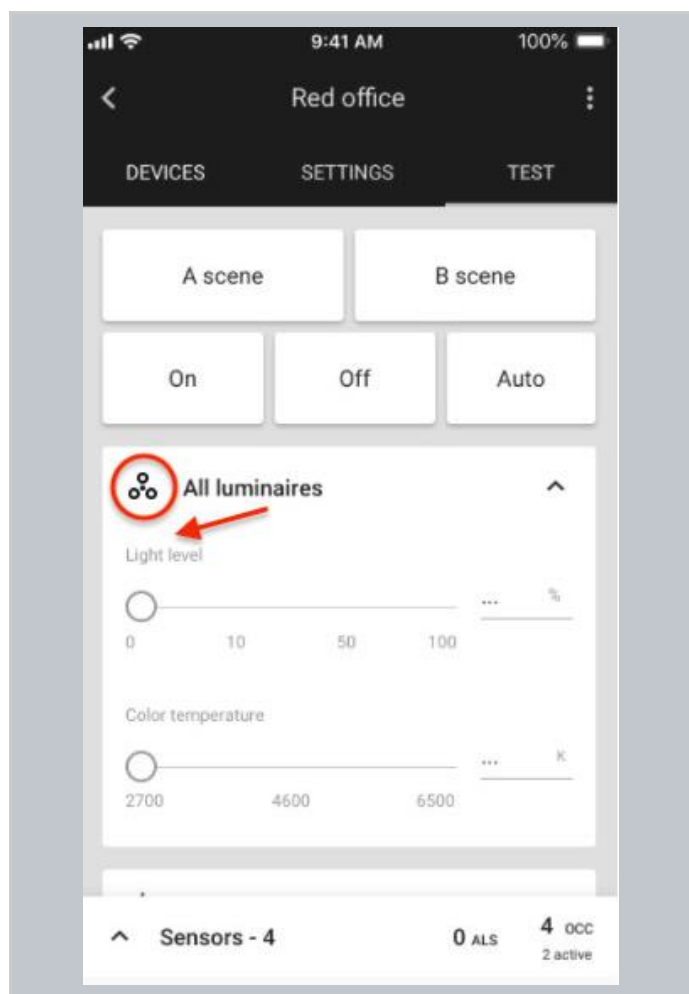 9:41 AM 100%
Red office
DEVICES SETTINGS TEST
A scene B scene
On Off Auto
All luminaires
Light level
... %
0 10 50 100
Color temperature
... K
2700 4600 6500
Sensors - 4 0 ALS 4 OCC
2 active